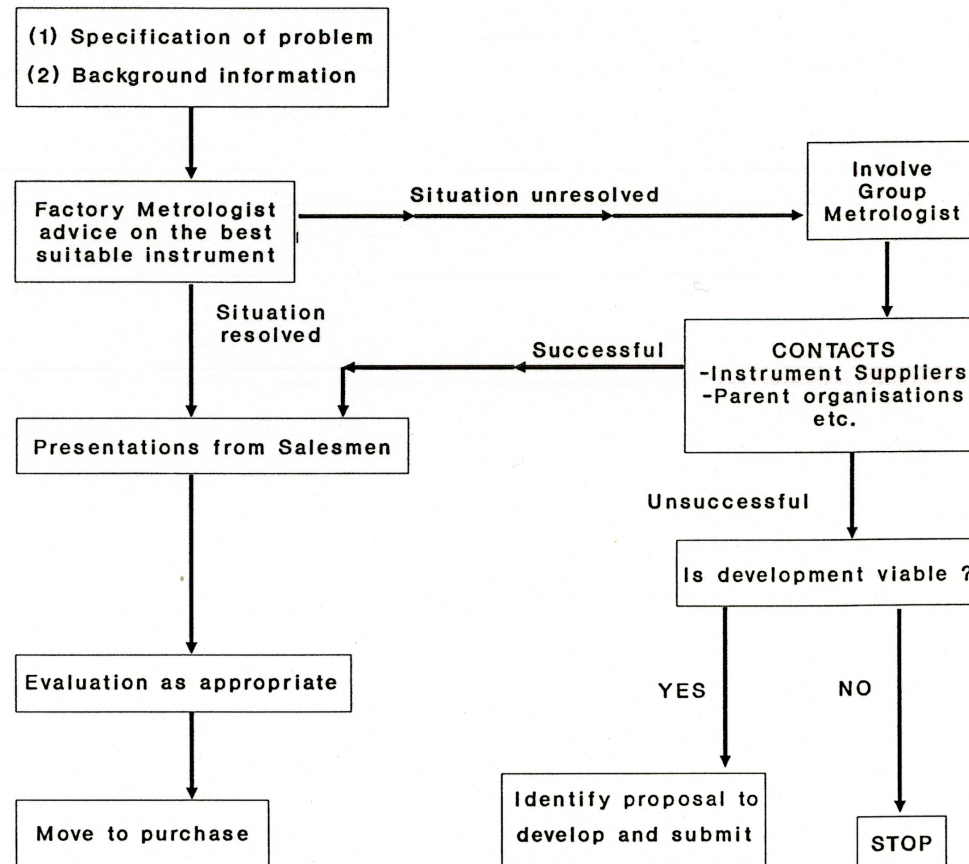 (1) Specification of problem
(2) Background information
Factory Metrologist
advice on the best
suitable instrument
Situation unresolved
Involve
Group
Metrologist
Situation
resolved
Successful
CONTACTS
-Instrument Suppliers
-Parent organisations
etc.
Presentations from Salesmen
Unsuccessful
Is development viable ?
Evaluation as appropriate
YES
NO
Move to purchase
Identify proposal to
develop and submit
STOP